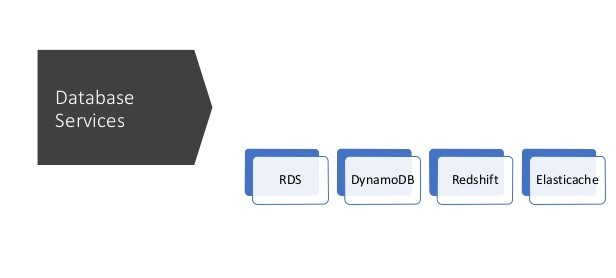 Database
Services
RDS
DynamoDB
Redshift
Elasticache